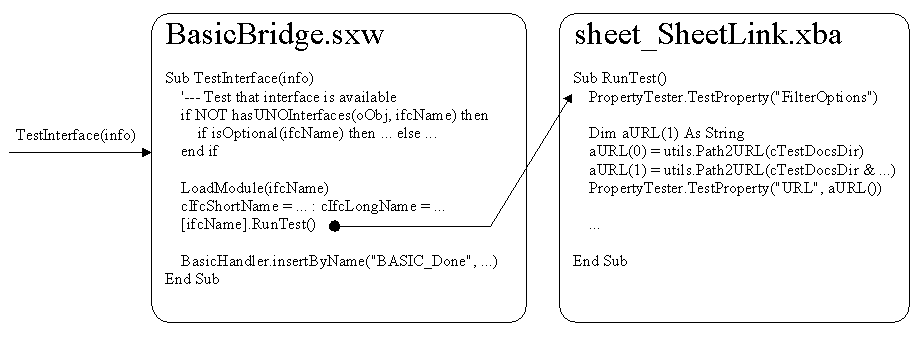 TestInterface(info)
BasicBridge.sxw
Sub TestInterface(info)
'--- Test that interface is available
if NOT hasUNOInterfaces(oObj, ifcName) then
if isOptional(ifcName) then ... else ...
end if
LoadModule(ifcName)
cIfcShortName = ... : cIfcLongName = ...
[ifcName].RunTest()
BasicHandler.insertByName("BASIC_Done", ...)
End Sub
sheet_SheetLink.xba
Sub RunTest()
PropertyTester.TestProperty("FilterOptions")
Dim aURL(1) As String
aURL(0) = utils.Path2URL(cTestDocsDir)
aURL(1) = utils.Path2URL(cTestDocsDir & ...)
PropertyTester.TestProperty("URL", aURL())
...
End Sub